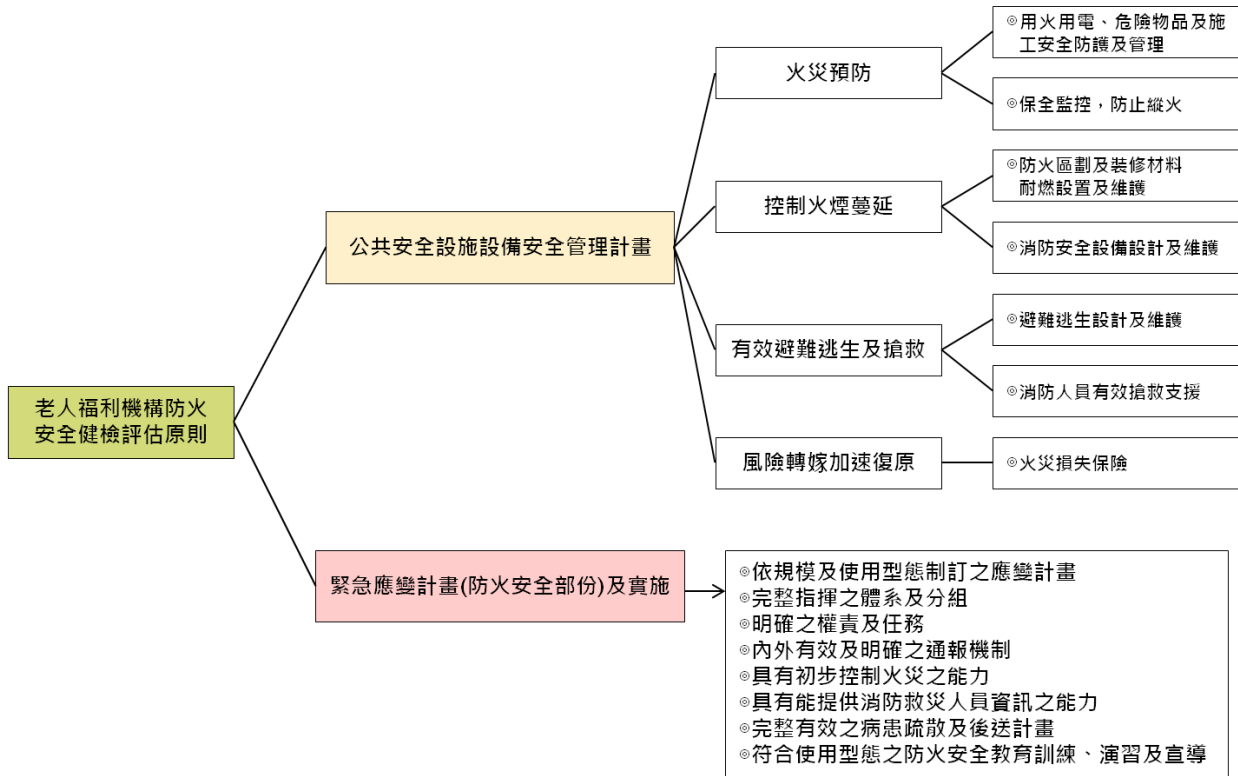 老人福利機構防火
安全健檢評估原則
公共安全設施設備安全管理計畫
火災預防
◎用火用電、危險物品及施
工安全防護及管理
◎保全監控，防止縱火
控制火煙蔓延
◎防火區劃及裝修材料
耐燃設置及維護
◎消防安全設備設計及維護
有效避難逃生及搶救
◎避難逃生設計及維護
◎消防人員有效搶救支援
風險轉嫁加速復原
◎火災損失保險
緊急應變計畫(防火安全部份)及實施
◎依規模及使用型態制訂之應變計畫
◎完整指揮之體系及分組
◎明確之權責及任務
◎內外有效及明確之通報機制
◎具有初步控制火災之能力
◎具有能提供消防救災人員資訊之能力
◎完整有效之病患疏散及後送計畫
◎符合使用型態之防火安全教育訓練、演習及宣導